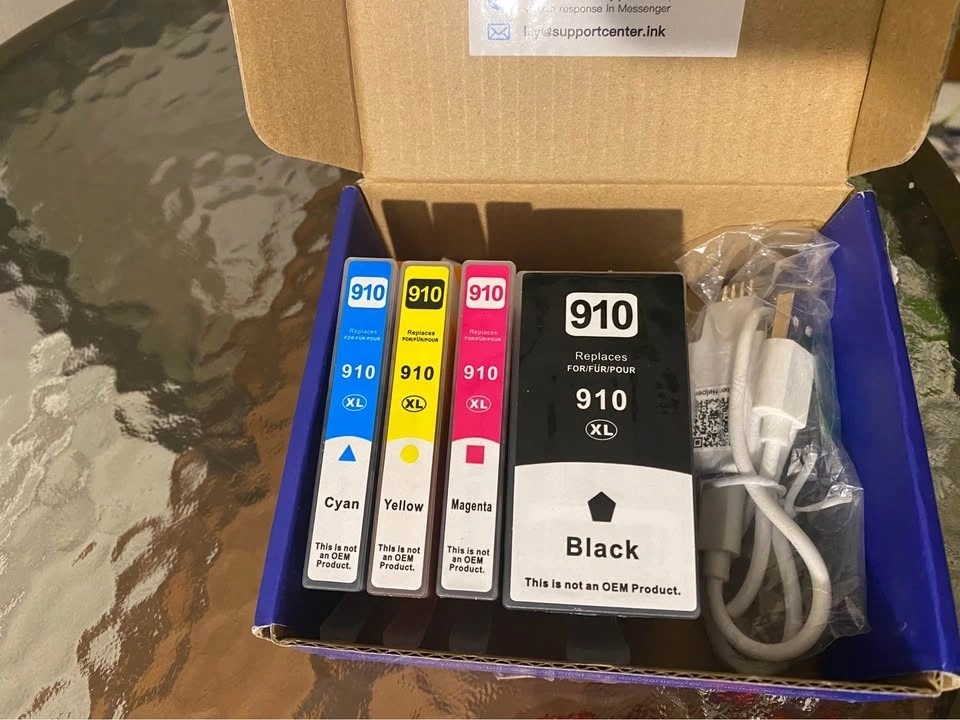 response in Messenger
@supportcenter.ink
910
Replaces
FOR/FÜR/POUR
910
XL
Cyan
This is not
an OEM
Product.
910
Replaces
FOR/FÜR/POUR
910
XL
Yellow
This is not
an OEM
Product.
910
Replaces
FOR/FÜR/POUR
910
XL
Magenta
This is not
an OEM
Product.
910
Replaces
FOR/FÜR/POUR
910
XL
Black
This is not an OEM Product.
Helper